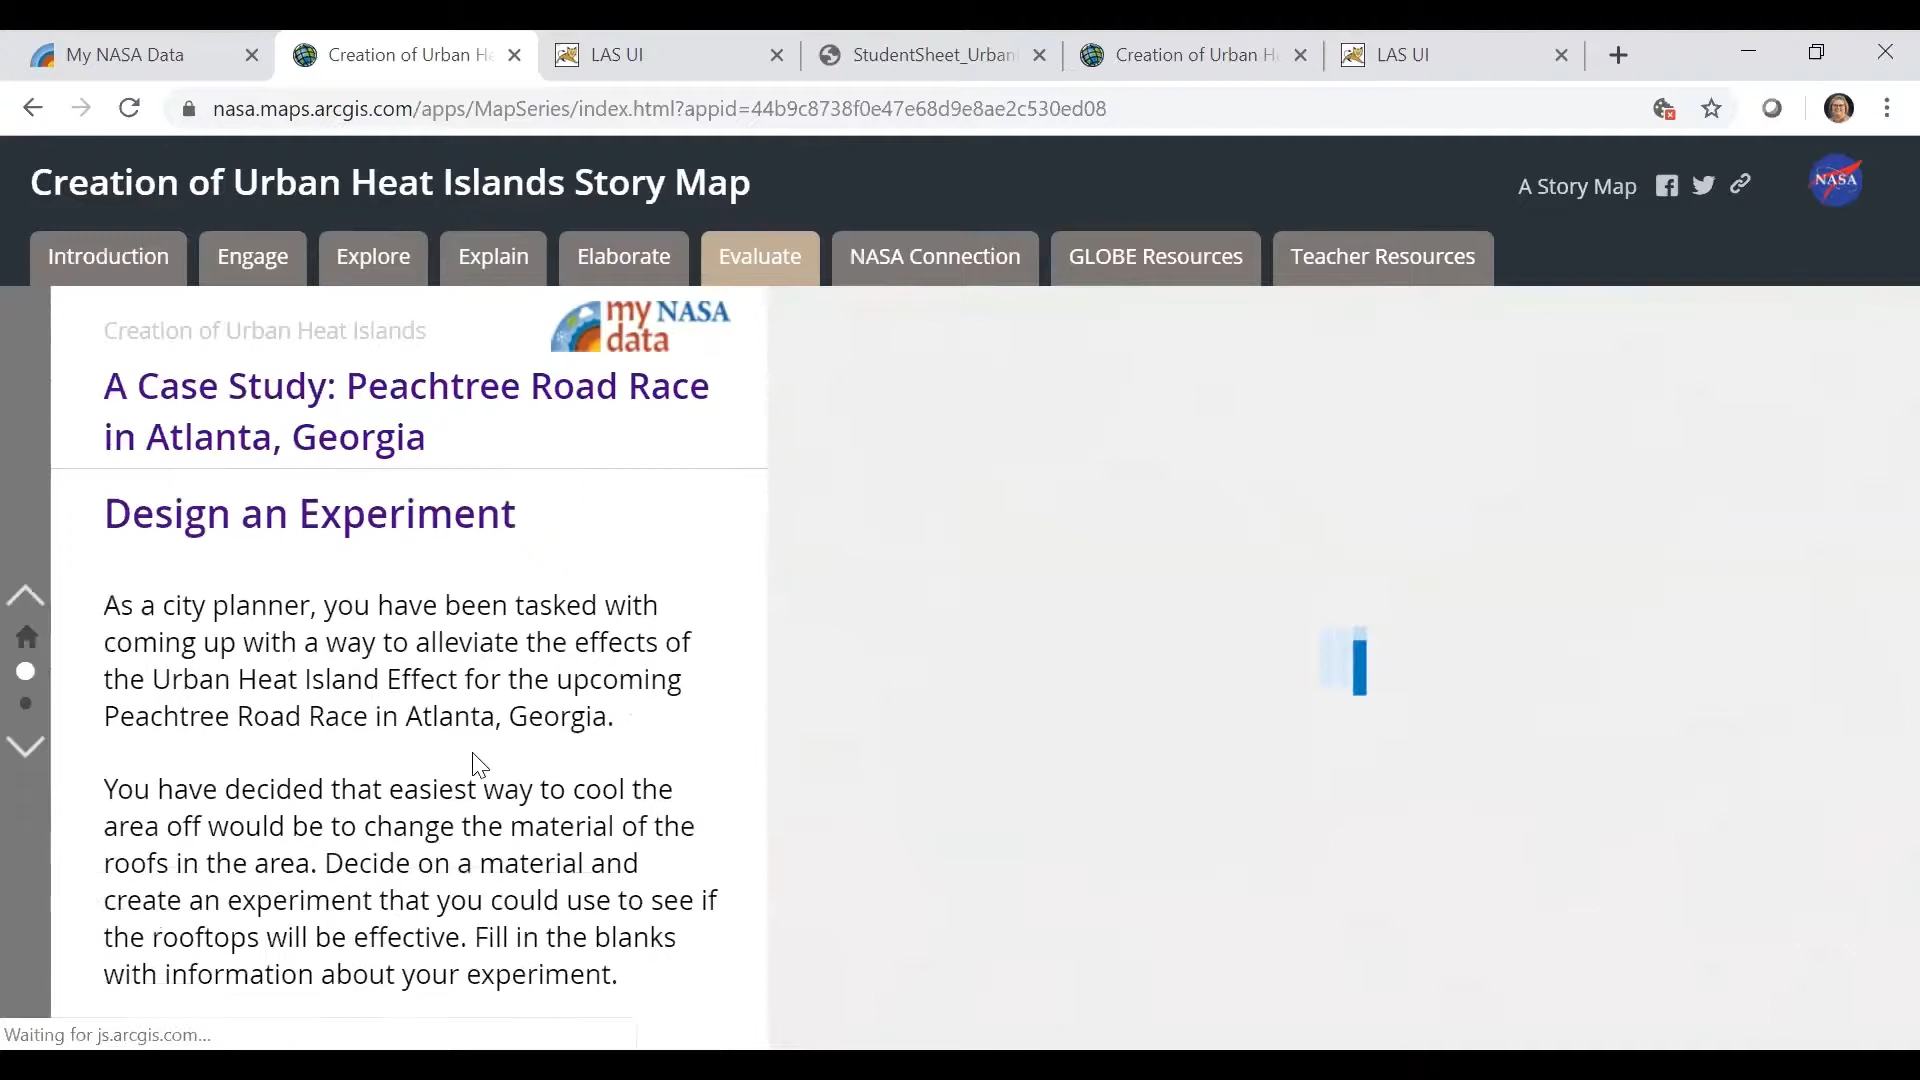 My NASA Data
Creation of Urban He
LAS UI
StudentSheet_Urban
Creation of Urban He
LAS UI
nasa.maps.arcgis.com/apps/MapSeries/index.html?appid=44b9c8738f0e47e68d9e8ae2c530ed08
Creation of Urban Heat Islands Story Map
A Story Map
NASA
Introduction
Engage
Explore
Explain
Elaborate
Evaluate
NASA Connection
GLOBE Resources
Teacher Resources
Creation of Urban Heat Islands
my NASA
data
A Case Study: Peachtree Road Race
in Atlanta, Georgia
Design an Experiment
As a city planner, you have been tasked with
coming up with a way to alleviate the effects of
the Urban Heat Island Effect for the upcoming
Peachtree Road Race in Atlanta, Georgia.
You have decided that easiest way to cool the
area off would be to change the material of the
roofs in the area. Decide on a material and
create an experiment that you could use to see if
the rooftops will be effective. Fill in the blanks
with information about your experiment.
Waiting for js.arcgis.com...